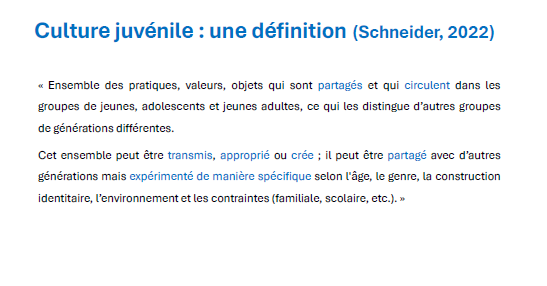 Culture juvénile : une définition (Schneider, 2022)
« Ensemble des pratiques, valeurs, objets qui sont partagés et qui circulent dans les
groupes de jeunes, adolescents et jeunes adultes, ce qui les distingue d'autres groupes
de générations différentes.
Cet ensemble peut être transmis, approprié ou crée ; il peut être partagé avec d'autres
générations mais expérimenté de manière spécifique selon l'âge, le genre, la construction
identitaire, l'environnement et les contraintes (familiale, scolaire, etc.). »